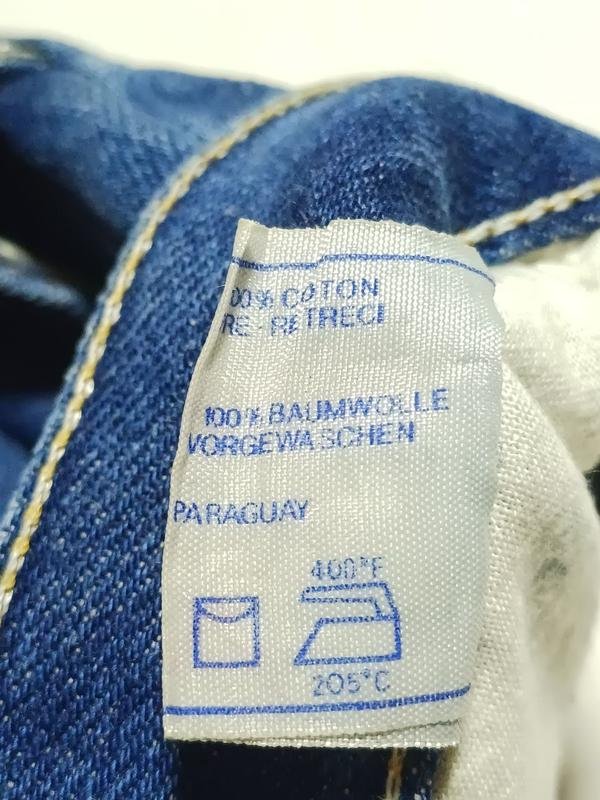 00% COTON
RE-RETRECI
100% BAUMWOLLE
VORGEWASCHEN
PARAGUAY
400°F
205°C